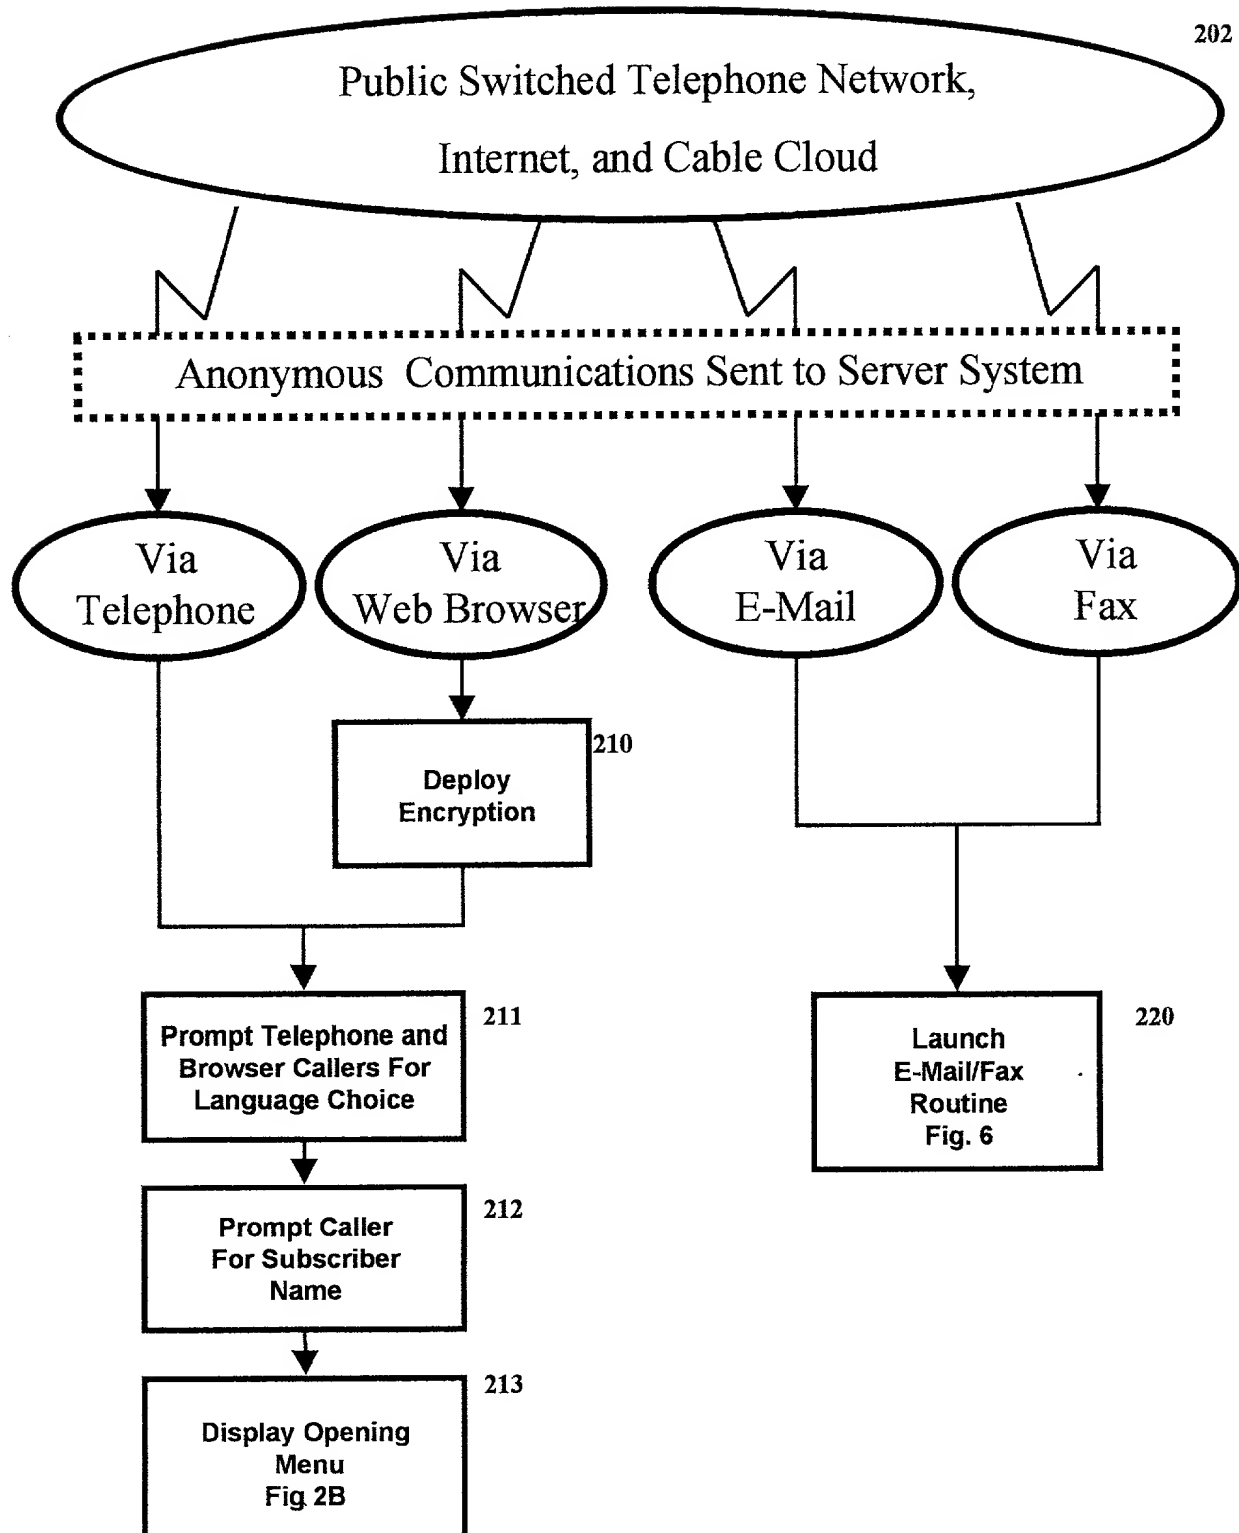 202
Public Switched Telephone Network,
Internet, and Cable Cloud
Anonymous Communications Sent to Server System
Via
Telephone
Via
Web Browser
Via
E-Mail
Via
Fax
210
Deploy
Encryption
211
Prompt Telephone and
Browser Callers For
Language Choice
220
Launch
E-Mail/Fax
Routine
Fig. 6
212
Prompt Caller
For Subscriber
Name
213
Display Opening
Menu
Fig 2B